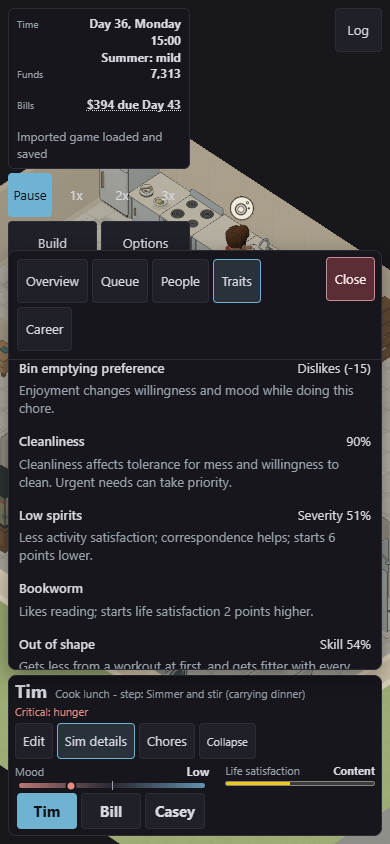 Time
Day 36, Monday
15:00
Summer: mild
Funds
7,313
Bills
$394 due Day 43
Imported game loaded and
saved
Log
Pause
1x
2x
3x
Build
Options
Overview
Queue
People
Traits
Close
Career
Bin emptying preference
Dislikes (-15)
Enjoyment changes willingness and mood while doing this
chore.
Cleanliness
90%
Cleanliness affects tolerance for mess and willingness to
clean. Urgent needs can take priority.
Low spirits
Severity 51%
Less activity satisfaction; correspondence helps; starts 6
points lower.
Bookworm
Likes reading; starts life satisfaction 2 points higher.
Out of shape
Skill 54%
Gets less from a workout at first, and gets fitter with every
Tim
Cook lunch - step: Simmer and stir (carrying dinner)
Critical: hunger
Edit
Sim details
Chores
Collapse
Mood
Low
Life satisfaction
Content
Tim
Bill
Casey